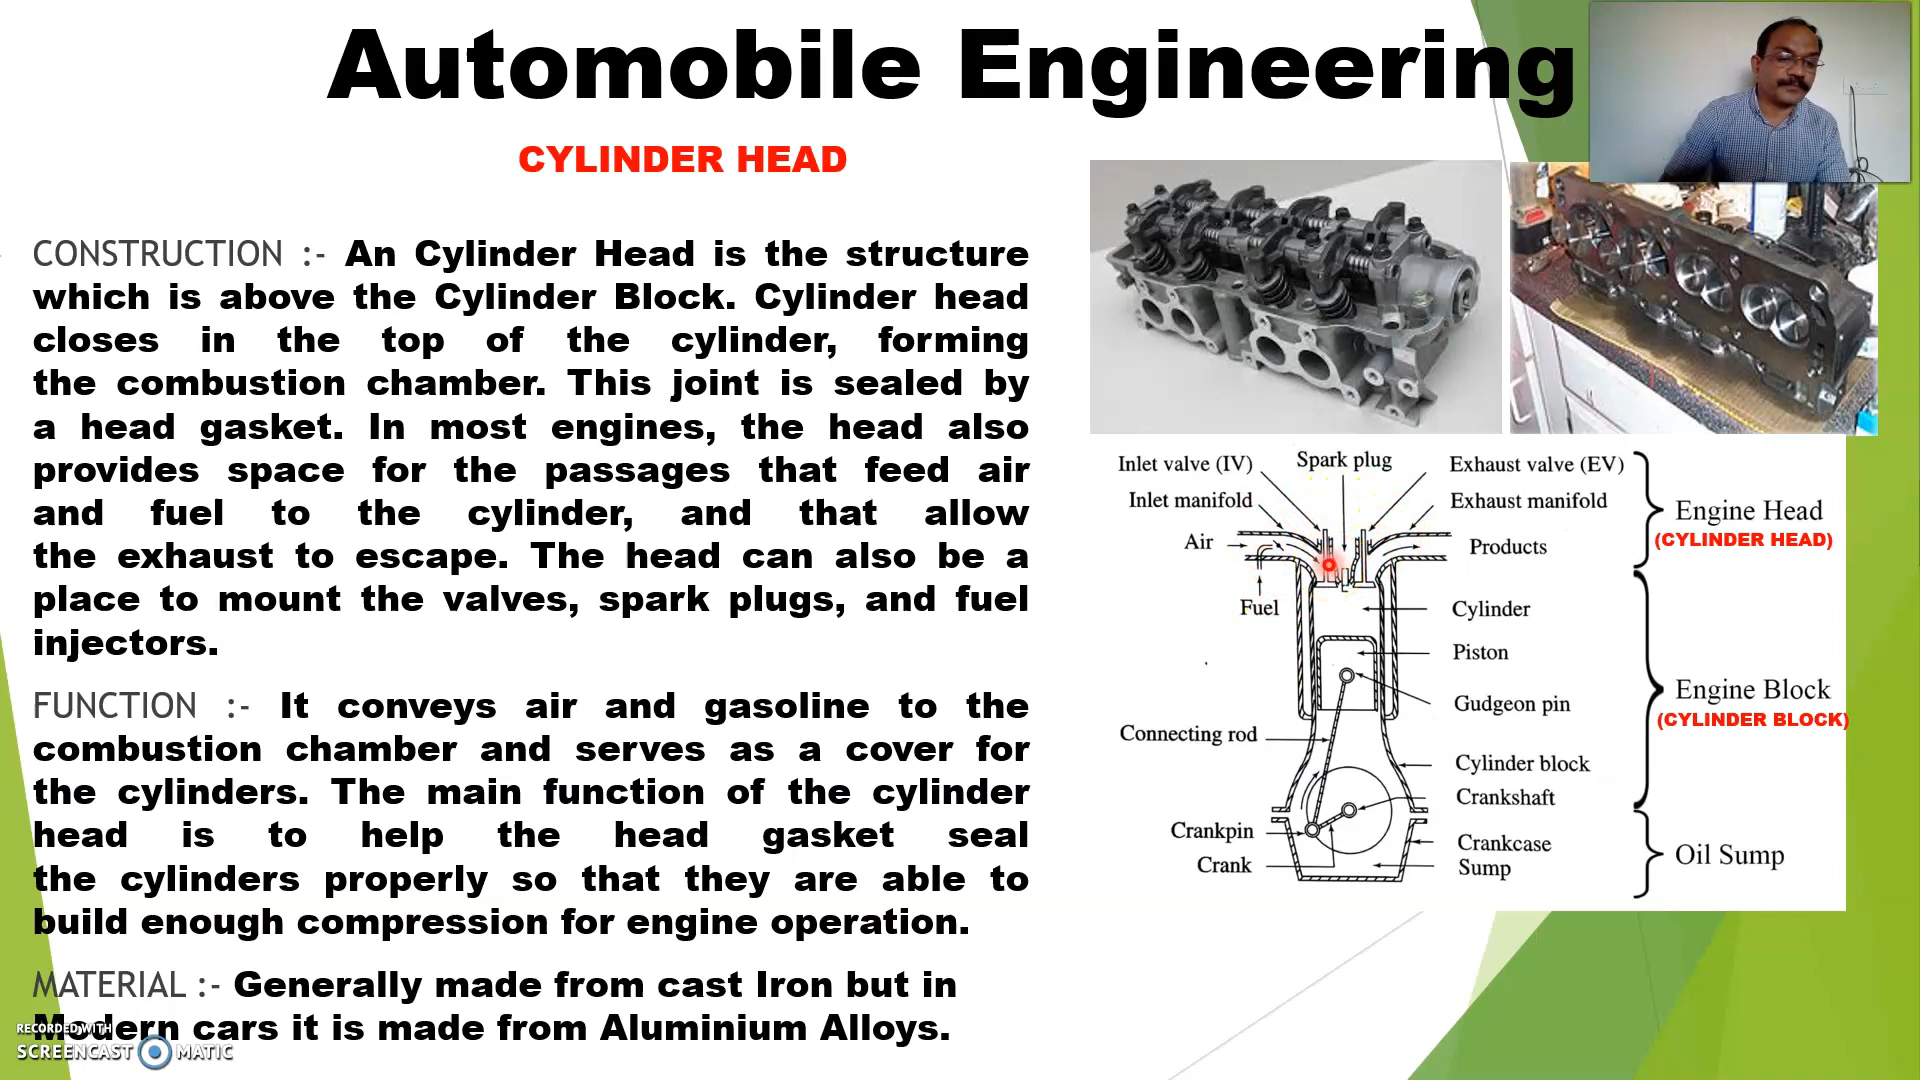 Automobile Engineering
CYLINDER HEAD
CONSTRUCTION :- An Cylinder Head is the structure
which is above the Cylinder Block. Cylinder head
closes in the top of the cylinder, forming
the combustion chamber. This joint is sealed by
a head gasket. In most engines, the head also
provides space for the passages that feed air
and fuel to the cylinder, and that allow
the exhaust to escape. The head can also be a
place to mount the valves, spark plugs, and fuel
injectors.
FUNCTION :- It conveys air and gasoline to the
combustion chamber and serves as a cover for
the cylinders. The main function of the cylinder
head is to help the head gasket seal
the cylinders properly so that they are able to
build enough compression for engine operation.
MATERIAL :- Generally made from cast Iron but in
Modern cars it is made from Aluminium Alloys.
Inlet valve (IV)
Spark plug
Exhaust valve (EV)
Inlet manifold
Exhaust manifold
Air
Products
Fuel
Cylinder
Piston
Gudgeon pin
Connecting rod
Cylinder block
Crankshaft
Crankpin
Crankcase
Crank
Sump
Engine Head
(CYLINDER HEAD)
Engine Block
(CYLINDER BLOCK)
Oil Sump
RECORDED WITH
SCREENCAST MATIC